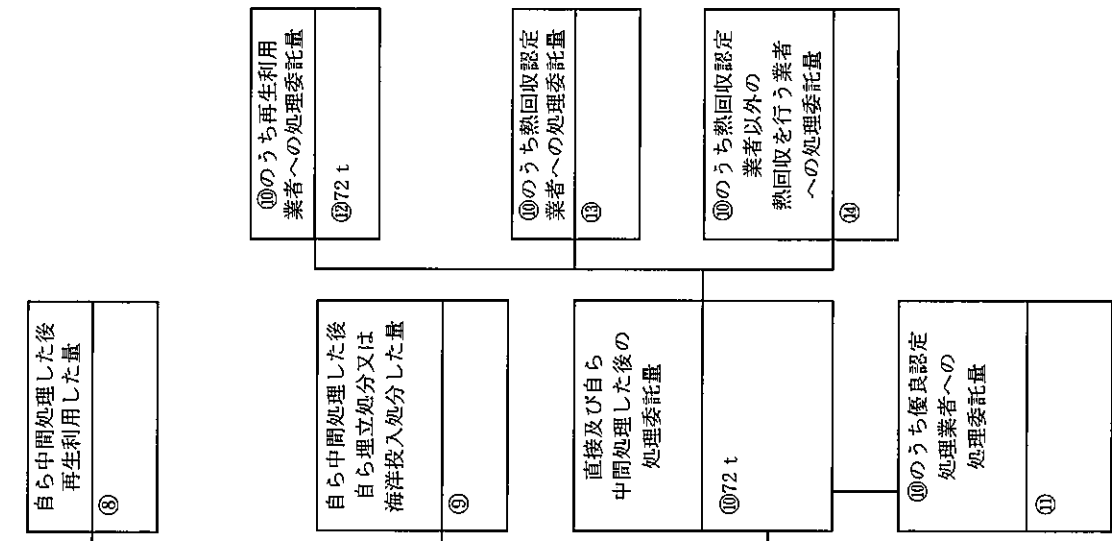 自ら中間処理した後
再生利用した量
⑧
自ら中間処理した後
自ら埋立処分又は
海洋投入処分した量
⑨
直接及び自ら
中間処理した後の
処理委託量
⑩72 t
⑩のうち優良認定
処理業者への
処理委託量
⑪
⑩のうち再生利用
業者への処理委託量
⑫72 t
⑩のうち熱回収認定
業者への処理委託量
⑬
⑩のうち熱回収認定
業者以外の
熱回収を行う業者
への処理委託量
⑭